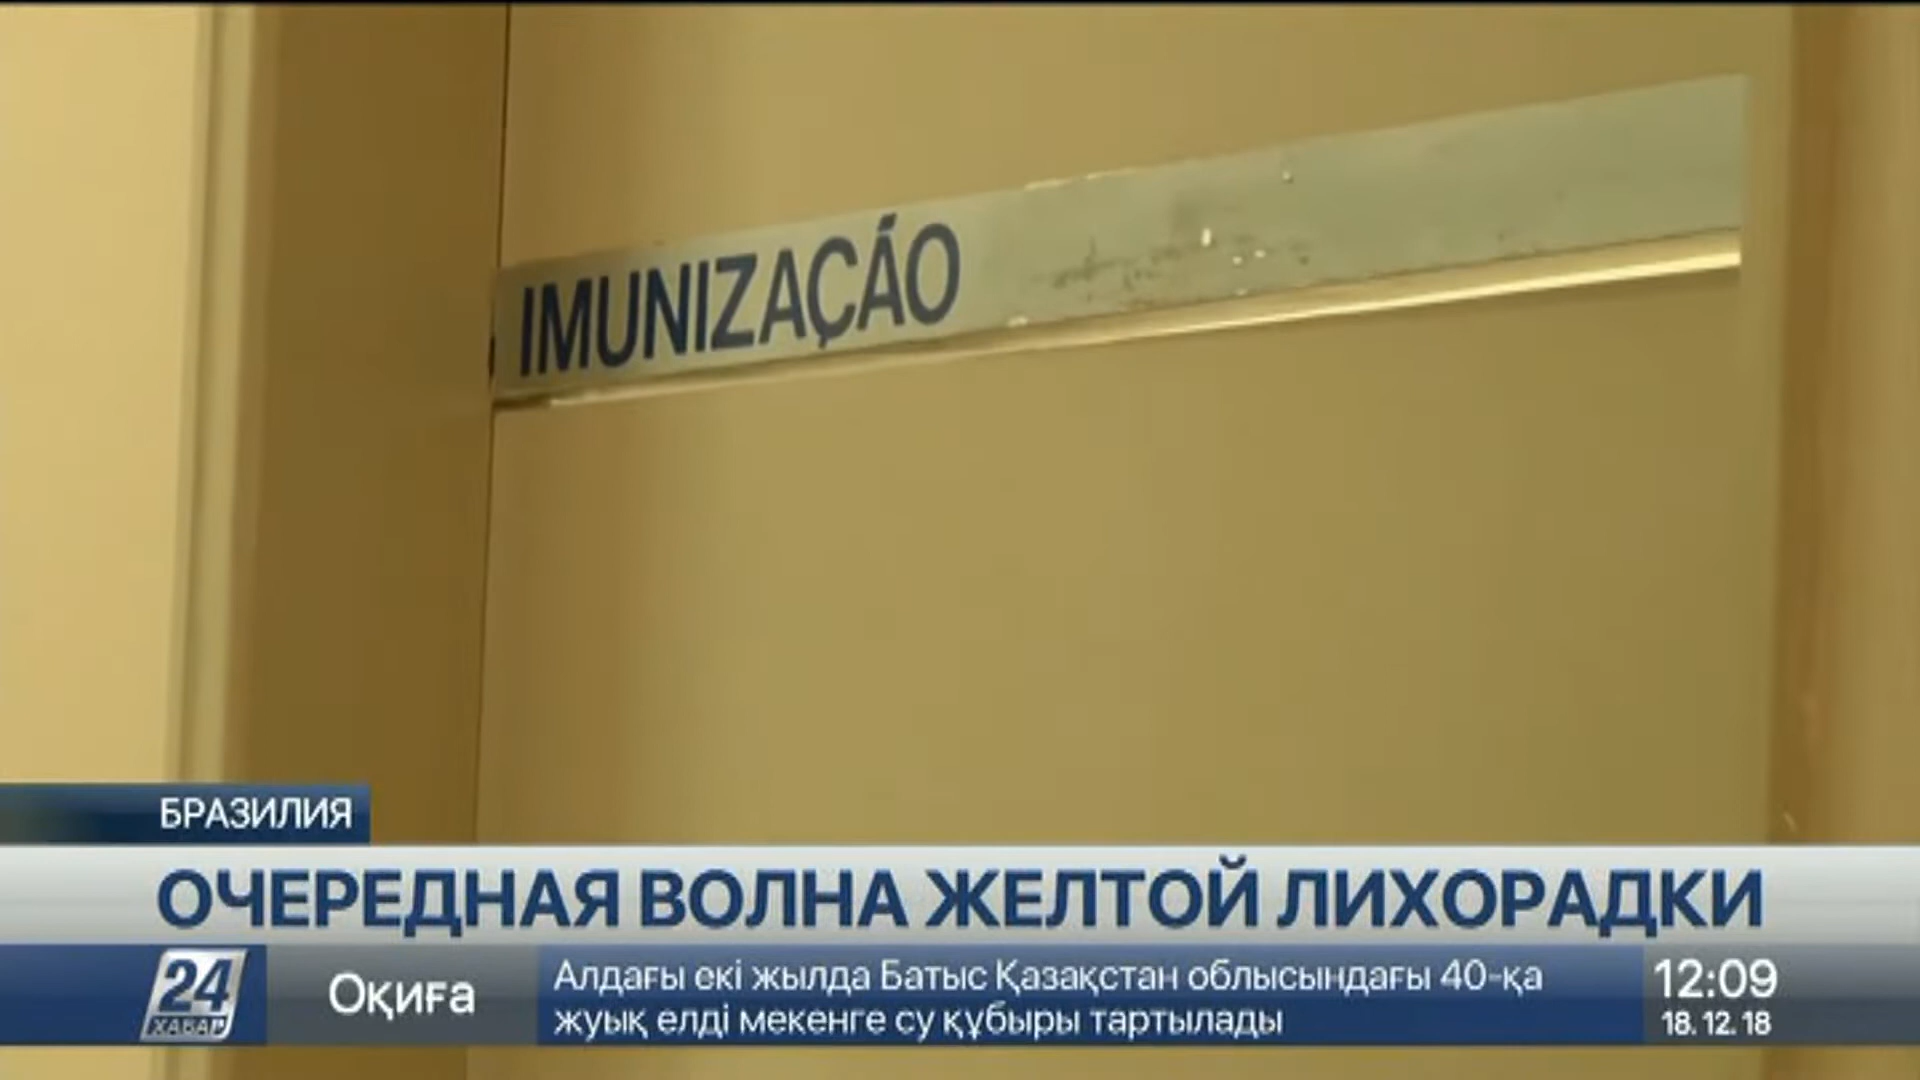 IMUNIZAÇÁO
БРАЗИЛИЯ
ОЧЕРЕДНАЯ ВОЛНА ЖЕЛТОЙ ЛИХОРАДКИ
24
ХАБАР
Оқиға
Алдағы екі жылда Батыс Қазақстан облысындағы 40-қа
жуық елді мекенге су құбыры тартылады
12:09
18.12.18